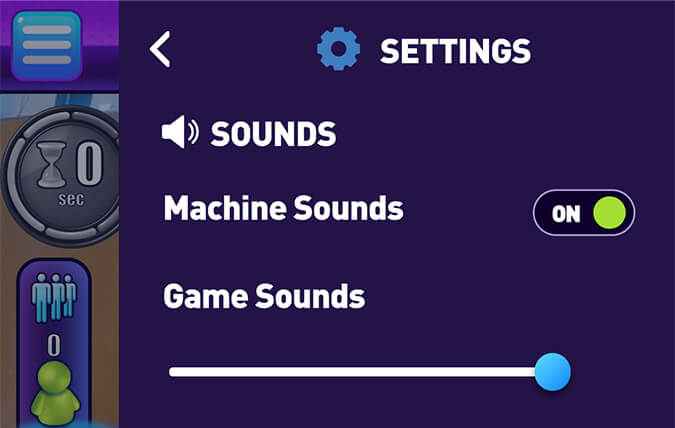 SETTINGS
SOUNDS
0
sec
Machine Sounds
ON
Game Sounds
0